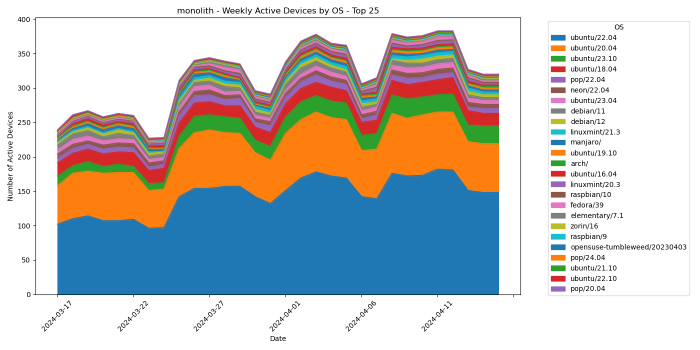 monolith - Weekly Active Devices by OS - Top 25
Number of Active Devices
400
350
300
250
200
150
100
50
0
2024-03-17
2024-03-22
2024-03-27
2024-04-01
2024-04-06
2024-04-11
Date
OS
ubuntu/22.04
ubuntu/20.04
ubuntu/23.10
ubuntu/18.04
pop/22.04
neon/22.04
ubuntu/23.04
debian/11
debian/12
linuxmint/21.3
manjaro/
ubuntu/19.10
arch/
ubuntu/16.04
linuxmint/20.3
raspbian/10
fedora/39
elementary/7.1
zorin/16
raspbian/9
opensuse-tumbleweed/20230403
pop/24.04
ubuntu/21.10
ubuntu/22.10
pop/20.04